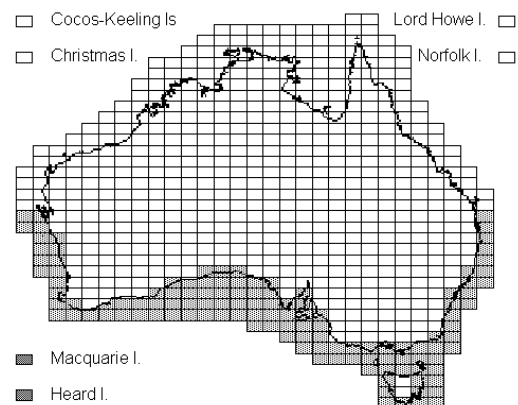 Cocos-Keeling Is
Lord Howe I.
Christmas I.
Norfolk I.
Macquarie I.
Heard I.